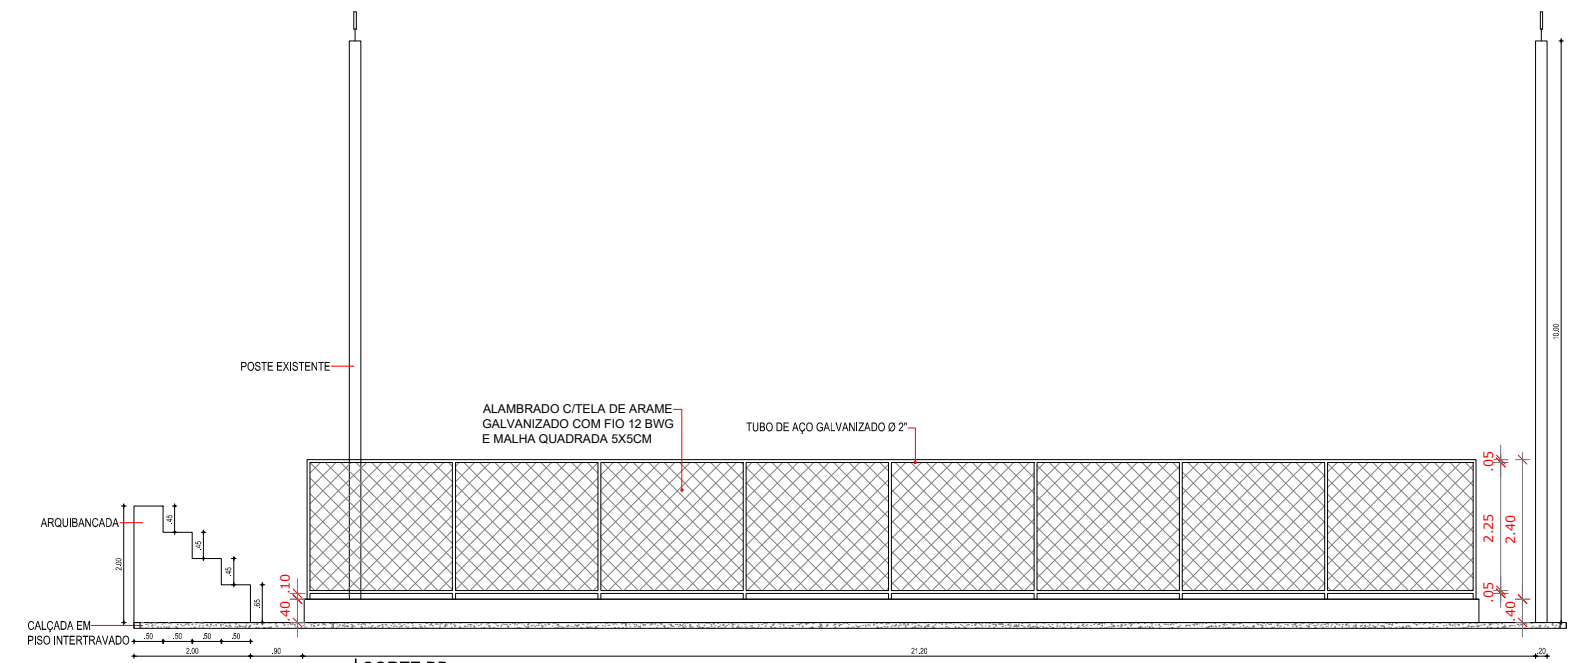 10.00
POSTE EXISTENTE
ALAMBRADO C/TELA DE ARAME
GALVANIZADO COM FIO 12 BWG
E MALHA QUADRADA 5X5CM
TUBO DE AÇO GALVANIZADO Ø 2"
.05
2.25
2.40
.05
.40
ARQUIBANCADA
2.00
.45
.45
.45
.65
.10
.40
CALÇADA EM
PISO INTERTRAVADO
.50 .50 .50 .50
2.00 .90 21.20 .20